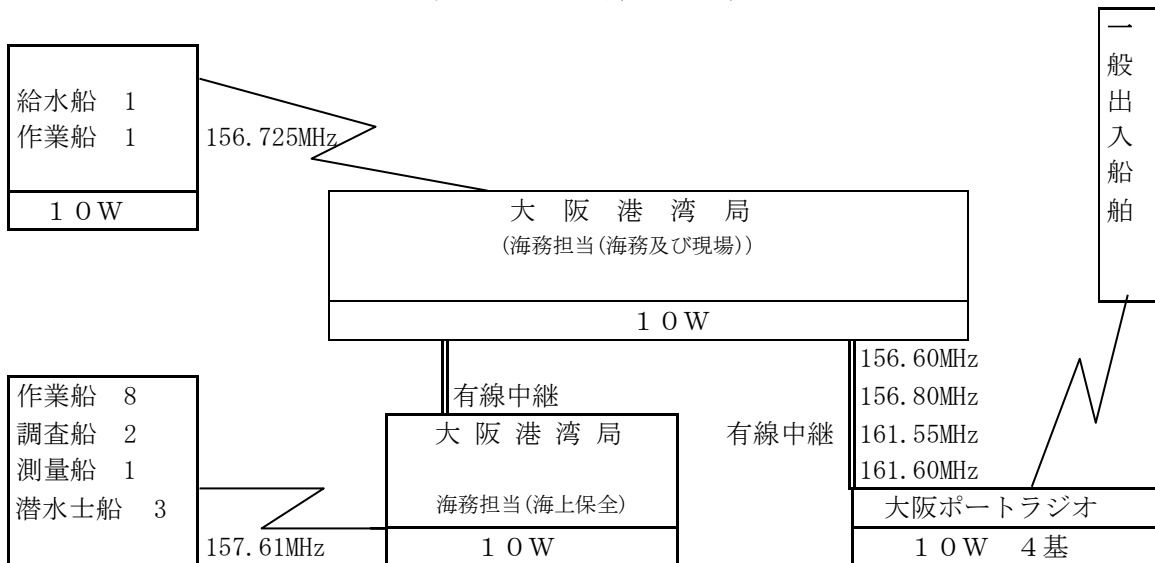 一般出入船舶
給水船 1
作業船 1
156.725MHz
10W
大阪港湾局
(海務担当(海務及び現場))
10W
156.60MHz
156.80MHz
161.55MHz
161.60MHz
有線中継
有線中継
作業船 8
調査船 2
測量船 1
潜水士船 3
157.61MHz
大阪港湾局
海務担当(海上保全)
10W
大阪ポートラジオ
10W 4基